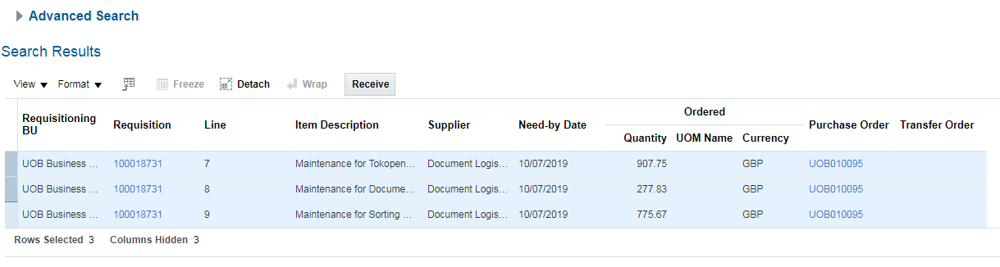 Advanced Search
Search Results
View Format Freeze Detach Wrap Receive
Requisitioning BU Requisition Line Item Description Supplier Need-by Date Ordered Quantity UOM Name Currency Purchase Order Transfer Order
UOB Business ... 100018731 7 Maintenance for Tokopen... Document Logis... 10/07/2019 907.75 GBP UOB010095
UOB Business ... 100018731 8 Maintenance for Docume... Document Logis... 10/07/2019 277.83 GBP UOB010095
UOB Business ... 100018731 9 Maintenance for Sorting ... Document Logis... 10/07/2019 775.67 GBP UOB010095
Rows Selected 3 Columns Hidden 3